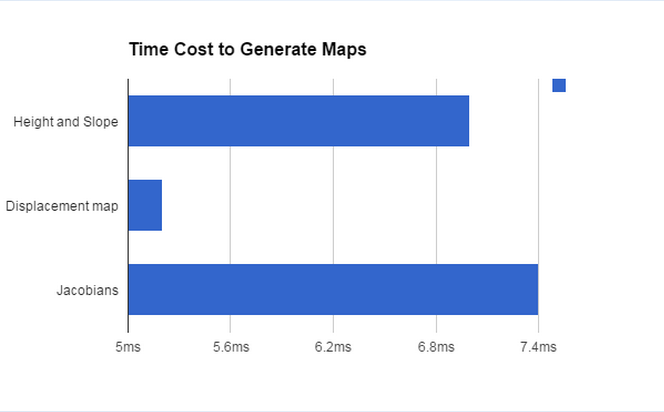 Time Cost to Generate Maps
Height and Slope
Displacement map
Jacobians
5ms 5.6ms 6.2ms 6.8ms 7.4ms